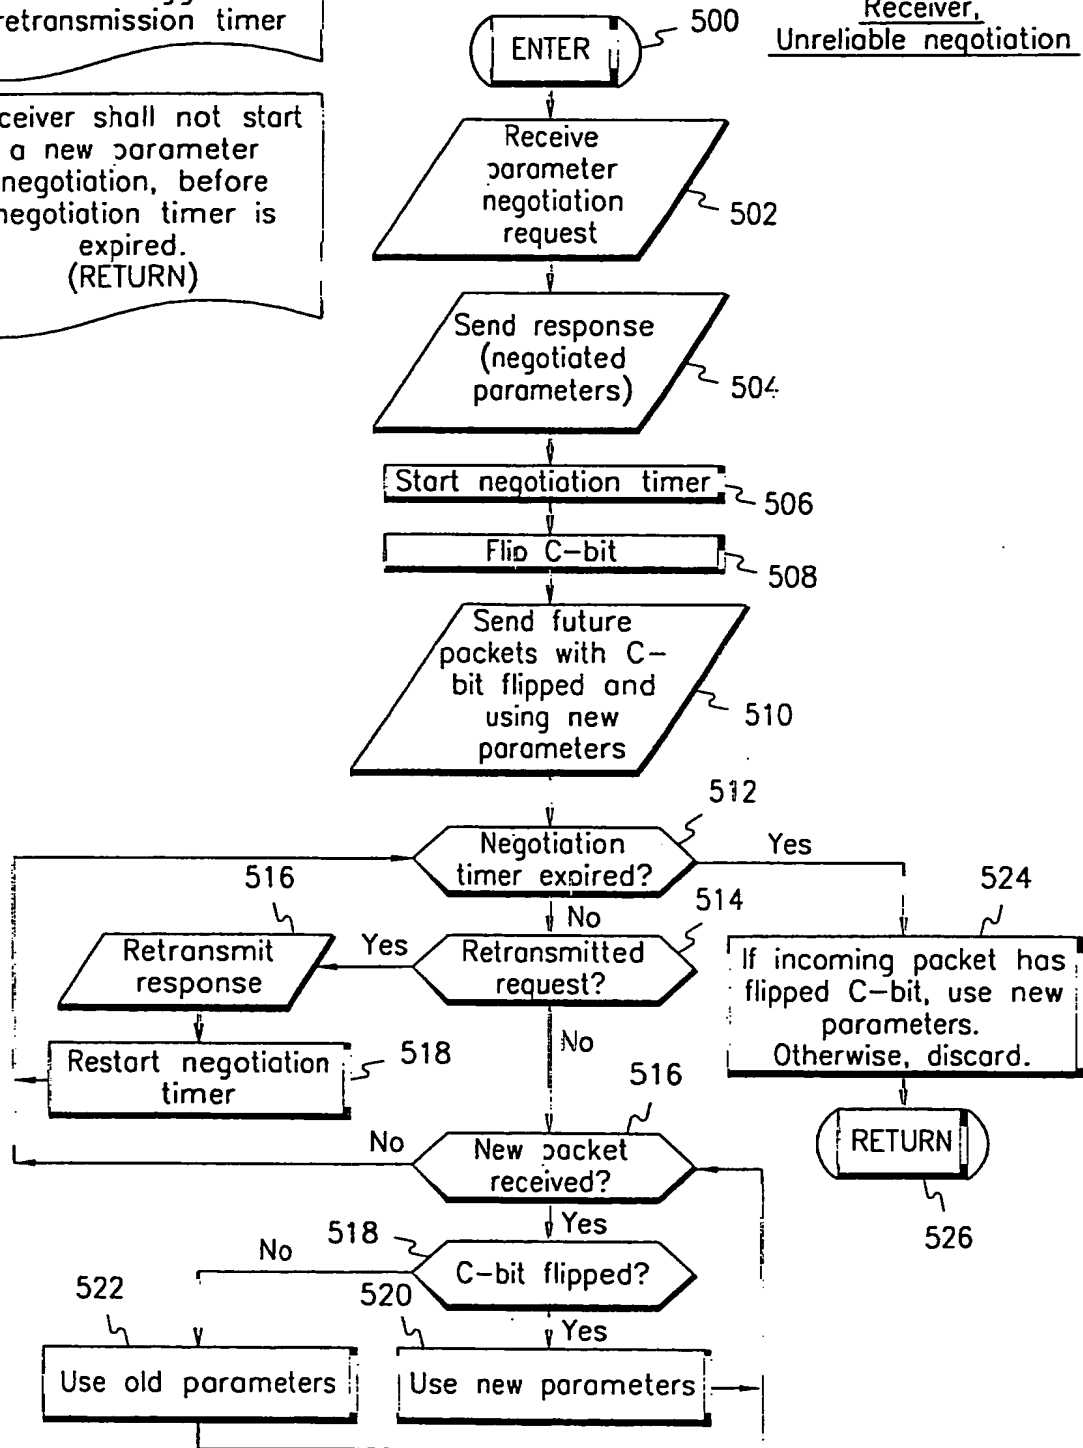 retransmission timer
ceiver shall not start
a new parameter
negotiation, before
negotiation timer is
expired.
(RETURN)
Receiver,
Unreliable negotiation
ENTER
500
Receive
parameter
negotiation
request
502
Send response
(negotiated
parameters)
504
Start negotiation timer
506
Flip C-bit
508
Send future
packets with C-
bit flipped and
using new
parameters
510
512
Negotiation
timer expired?
Yes
No
516
514
Retransmit
response
Yes
Retransmitted
request?
No
524
If incoming packet has
flipped C-bit, use new
parameters.
Otherwise, discard.
Restart negotiation
timer
518
516
New packet
received?
No
Yes
RETURN
526
518
C-bit flipped?
No
Yes
522
520
Use old parameters
Use new parameters